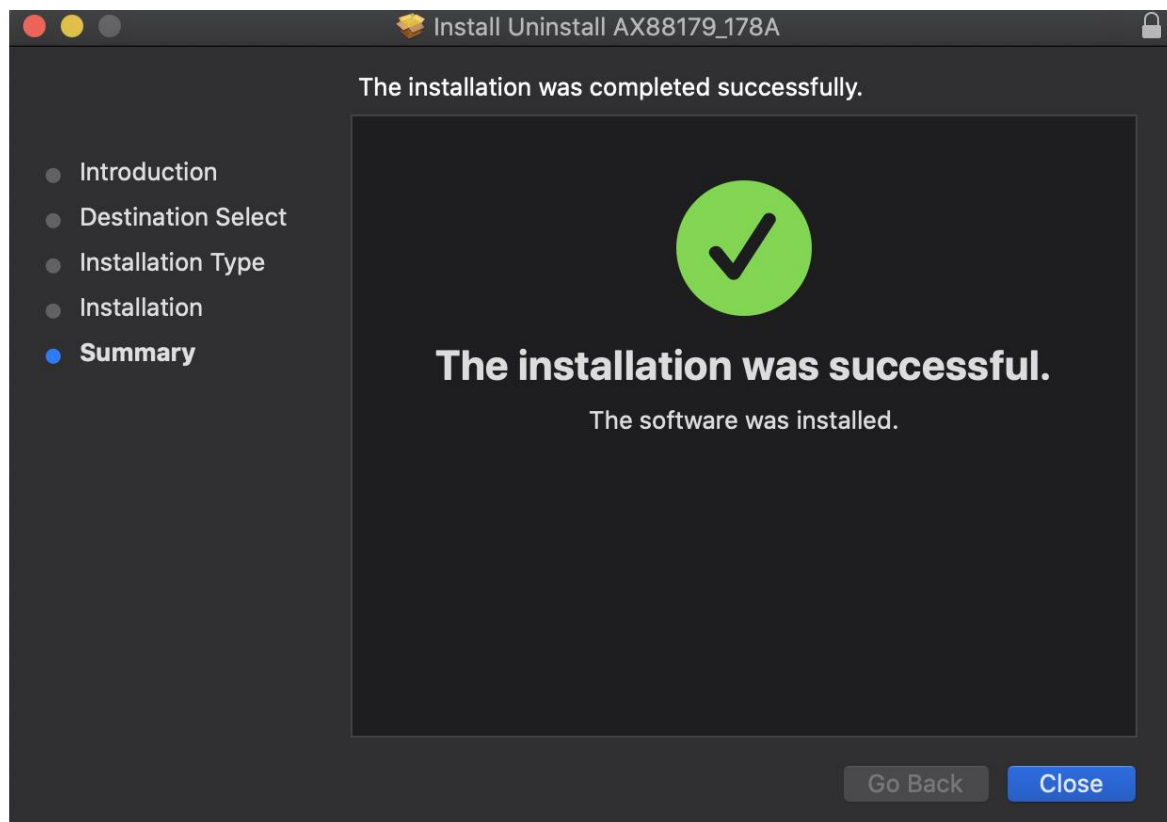 Install Uninstall AX88179_178A
The installation was completed successfully.
Introduction
Destination Select
Installation Type
Installation
Summary
The installation was successful.
The software was installed.
Go Back
Close